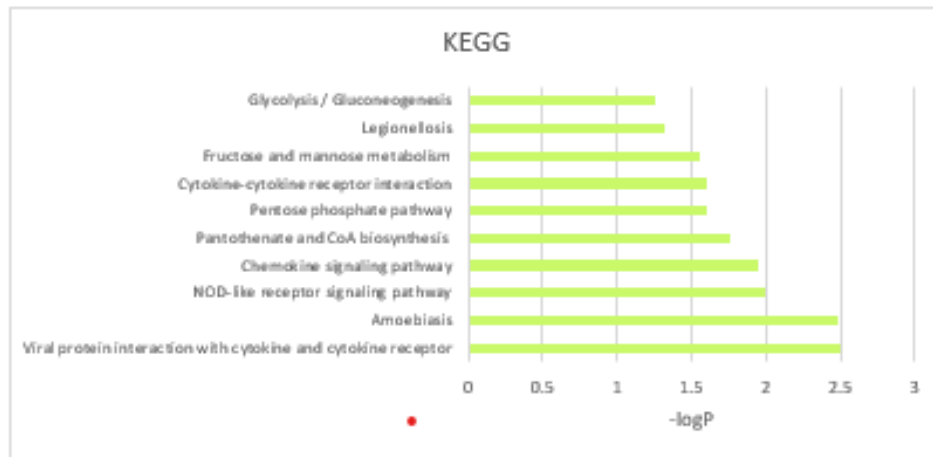 KEGG
Glycolysis / Gluconeogenesis
Legionellosis
Fructose and mannose metabolism
Cytokine-cytokine receptor interaction
Pentose phosphate pathway
Pantothenate and CoA biosynthesis
Chemokine signaling pathway
NOD-like receptor signaling pathway
Amoebiasis
Viral protein interaction with cytokine and cytokine receptor
0 0.5 1 1.5 2 2.5 3
-logP